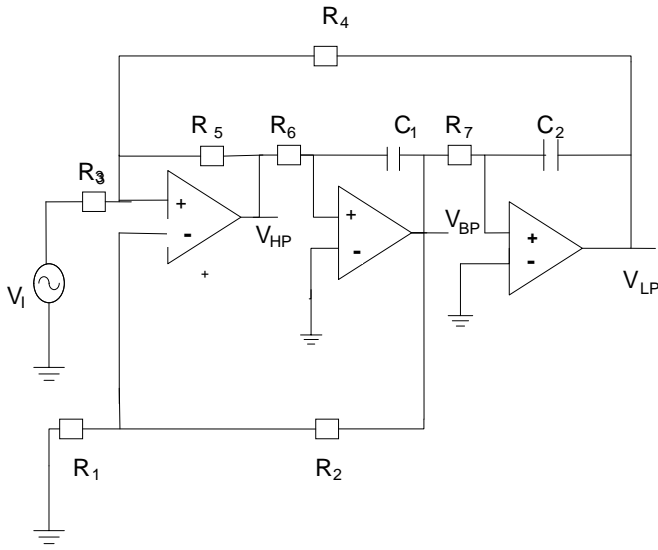 R4
R5
R6
C1
R7
C2
R3
+
-
VHP
+
+
-
VBP
+
-
VLP
VI
R1
R2